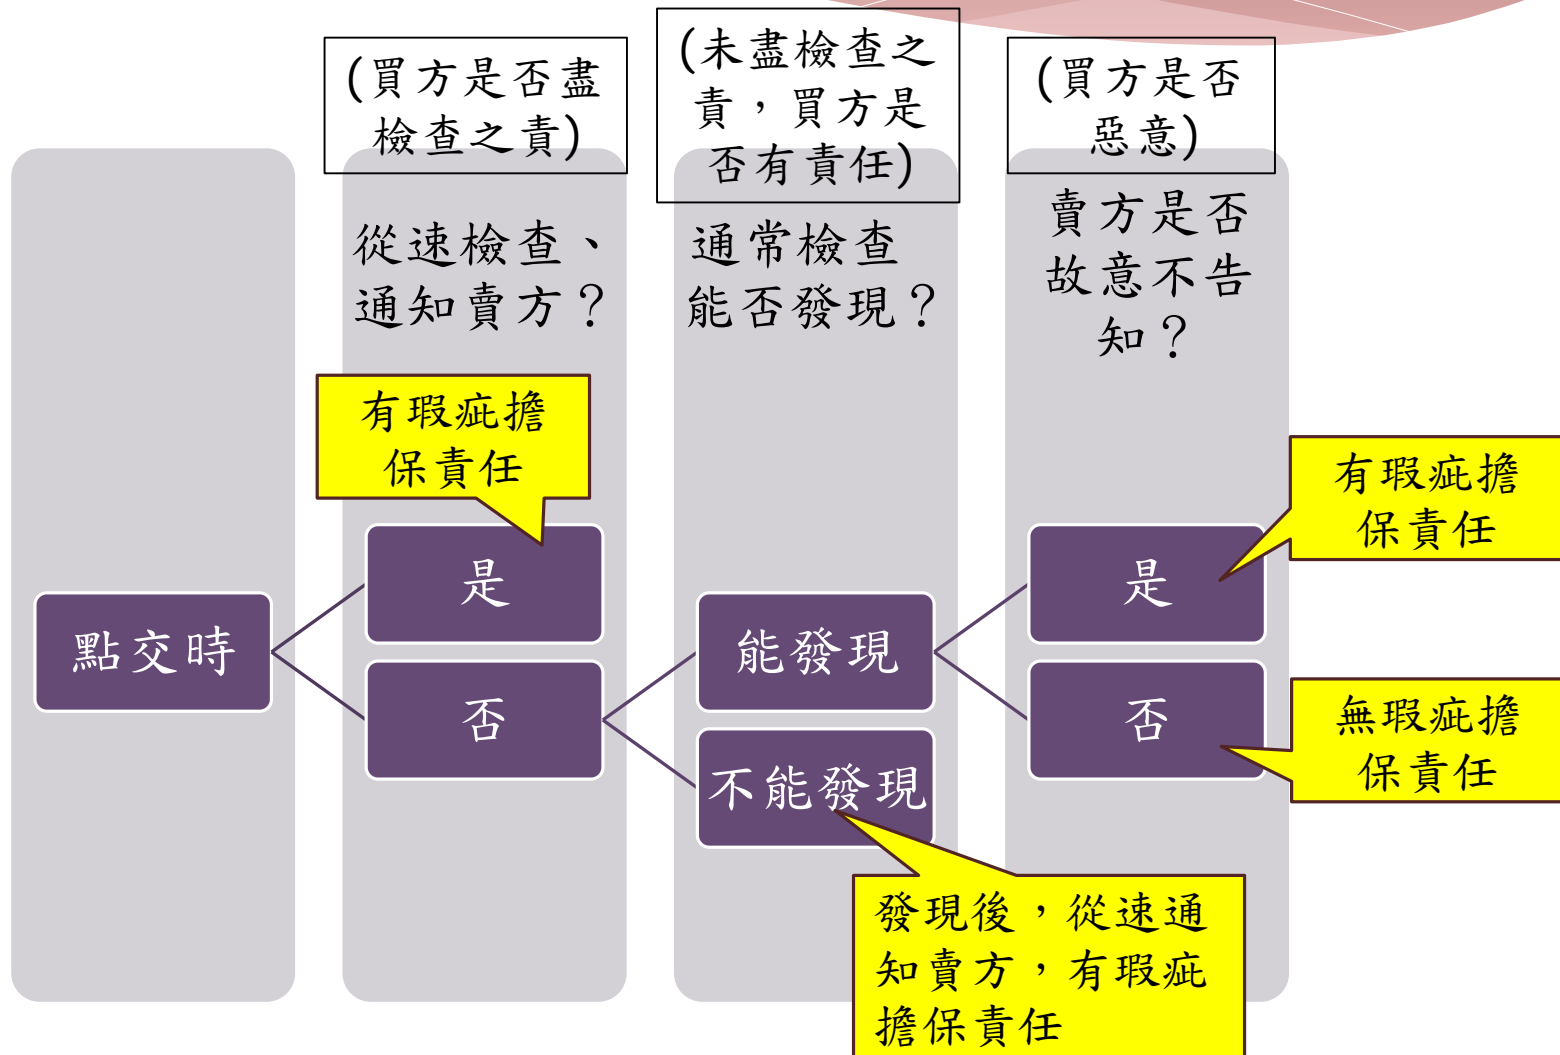 (買方是否盡
檢查之責)
(未盡檢查之
責，買方是
否有責任)
(買方是否
惡意)
從速檢查、
通知賣方？
通常檢查
能否發現？
賣方是否
故意不告
知？
有瑕疵擔
保責任
點交時
是
否
能發現
不能發現
是
否
有瑕疵擔
保責任
無瑕疵擔
保責任
發現後，從速通
知賣方，有瑕疵
擔保責任